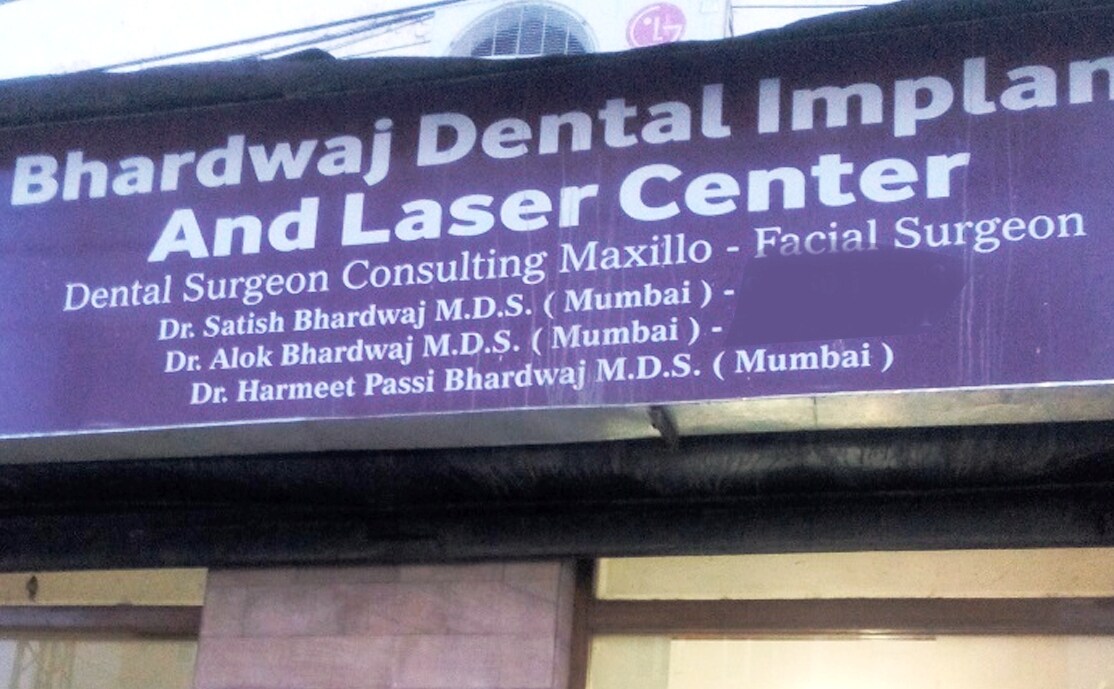 LG
Bhardwaj Dental Implan
And Laser Center
Dental Surgeon Consulting Maxillo - Facial Surgeon
Dr. Satish Bhardwaj M.D.S. ( Mumbai ) -
Dr. Alok Bhardwaj M.D.S. ( Mumbai ) -
Dr. Harmeet Passi Bhardwaj M.D.S. ( Mumbai )